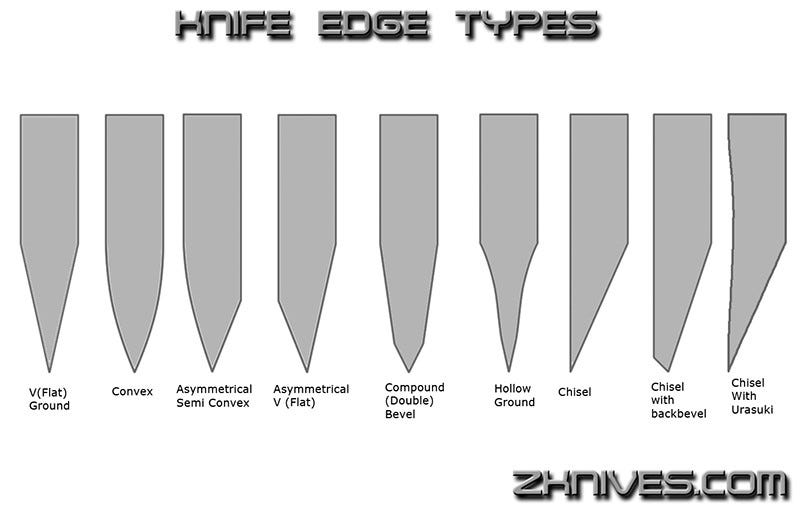 KNIFE EDGE TYPES
V(Flat)
Ground
Convex
Asymmetrical
Semi Convex
Asymmetrical
V (Flat)
Compound
(Double)
Bevel
Hollow
Ground
Chisel
Chisel
with
backbevel
Chisel
With
Urasuki
ZKNIVES.COM